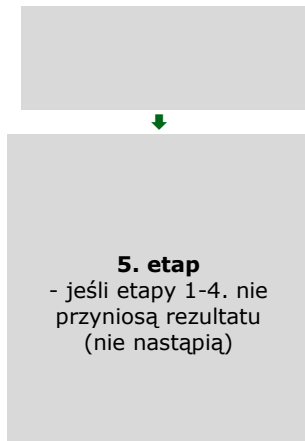 5. etap
- jeśli etapy 1-4. nie
przyniosą rezultatu
(nie nastąpią)